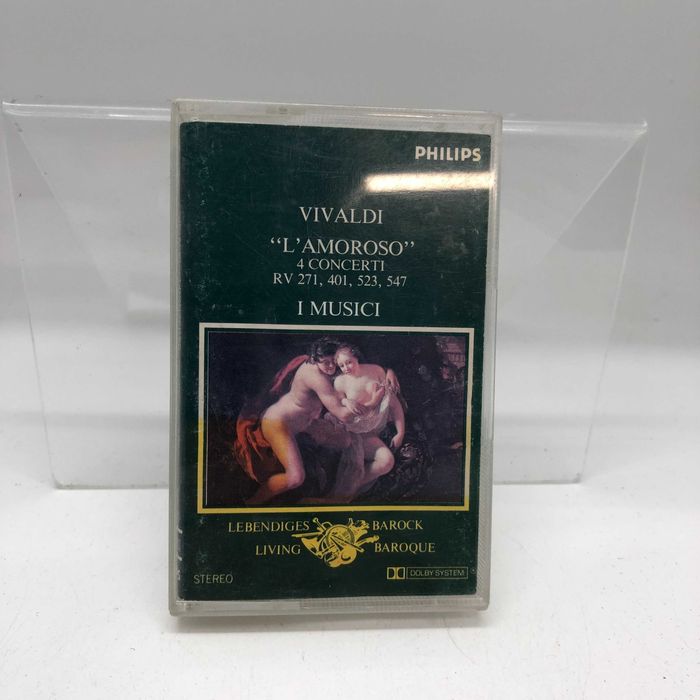 PHILIPS
VIVALDI
“L’AMOROSO”
4 CONCERTI
RV 271, 401, 523, 547
I MUSICI
LEBENDIGES BAROCK
LIVING BAROQUE
STEREO
DOLBY SYSTEM